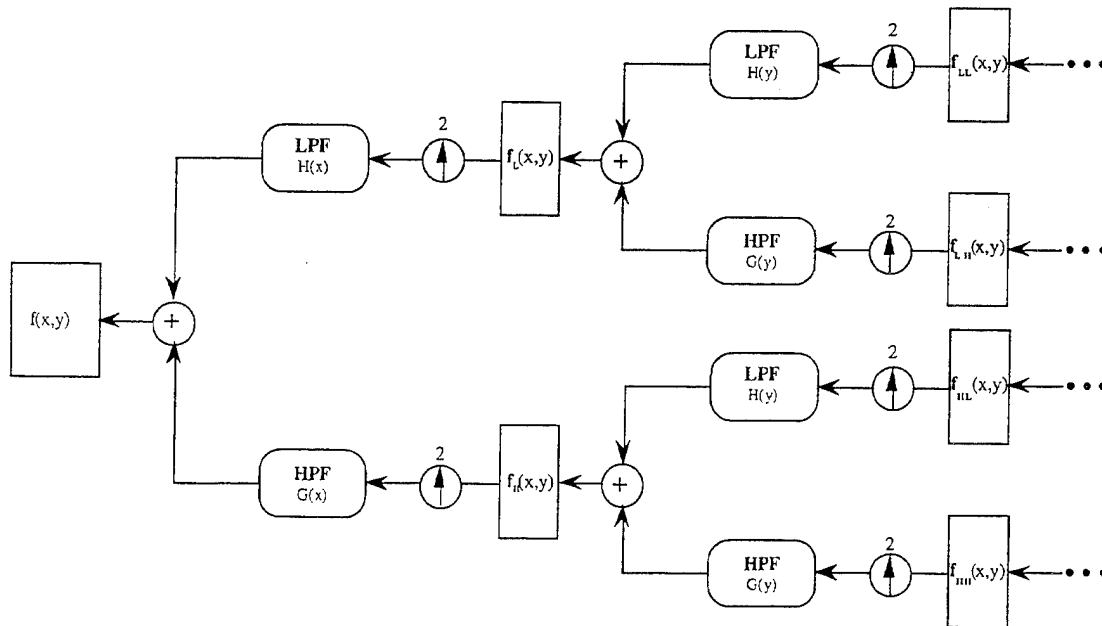 2
LPF
H(y)
f_LL(x,y)
2
LPF
H(x)
f_L(x,y)
+
2
HPF
G(y)
f_LH(x,y)
f(x,y)
+
2
LPF
H(y)
f_HL(x,y)
2
HPF
G(x)
f_H(x,y)
+
2
HPF
G(y)
f_HH(x,y)